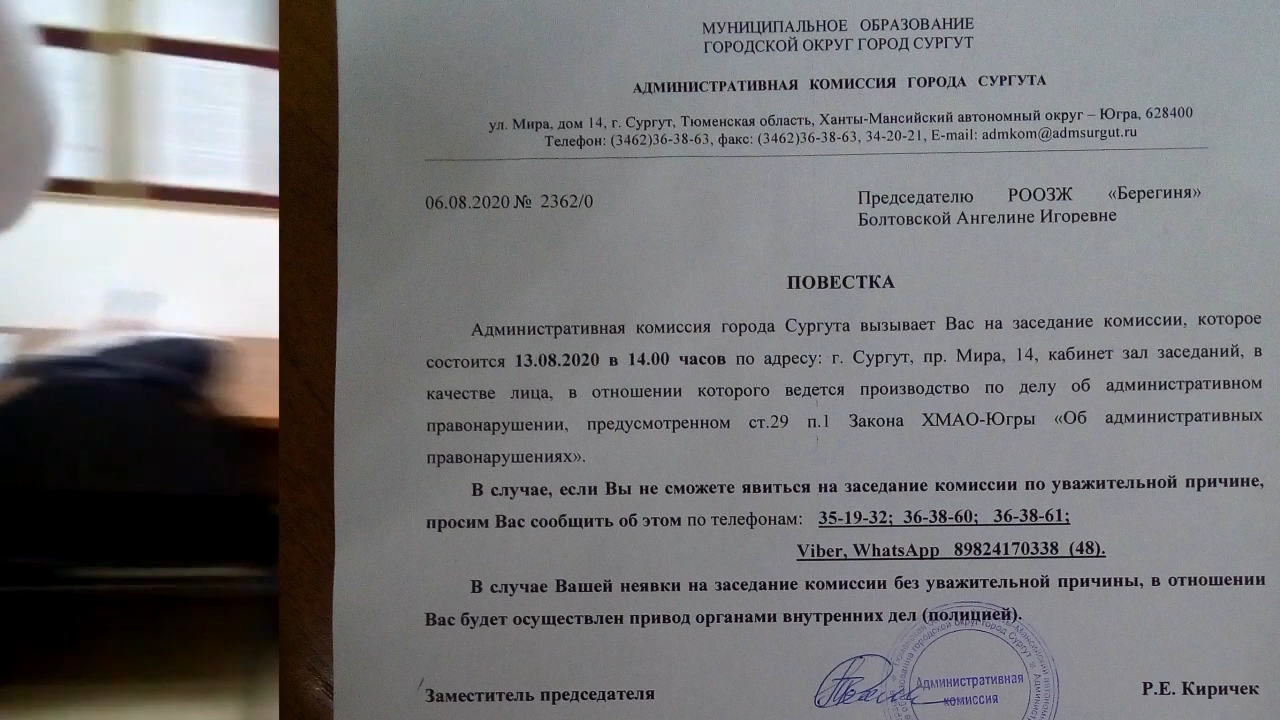 МУНИЦИПАЛЬНОЕ ОБРАЗОВАНИЕ
ГОРОДСКОЙ ОКРУГ ГОРОД СУРГУТ
АДМИНИСТРАТИВНАЯ КОМИССИЯ ГОРОДА СУРГУТА
ул. Мира, дом 14, г. Сургут, Тюменская область, Ханты-Мансийский автономный округ – Югра, 628400
Телефон: (3462)36-38-63, факс: (3462)36-38-63, 34-20-21, E-mail: admkom@admsurgut.ru
06.08.2020 № 2362/0
Председателю РООЗЖ «Берегиня»
Болтовской Ангелине Игоревне
ПОВЕСТКА
Административная комиссия города Сургута вызывает Вас на заседание комиссии, которое
состоится 13.08.2020 в 14.00 часов по адресу: г. Сургут, пр. Мира, 14, кабинет зал заседаний, в
качестве лица, в отношении которого ведется производство по делу об административном
правонарушении, предусмотренном ст.29 п.1 Закона ХМАО-Югры «Об административных
правонарушениях».
В случае, если Вы не сможете явиться на заседание комиссии по уважительной причине,
просим Вас сообщить об этом по телефонам: 35-19-32; 36-38-60; 36-38-61;
Viber, WhatsApp 89824170338 (48).
В случае Вашей неявки на заседание комиссии без уважительной причины, в отношении
Вас будет осуществлен привод органами внутренних дел (полицией).
Заместитель председателя
Административная
комиссия
Р.Е. Киричек